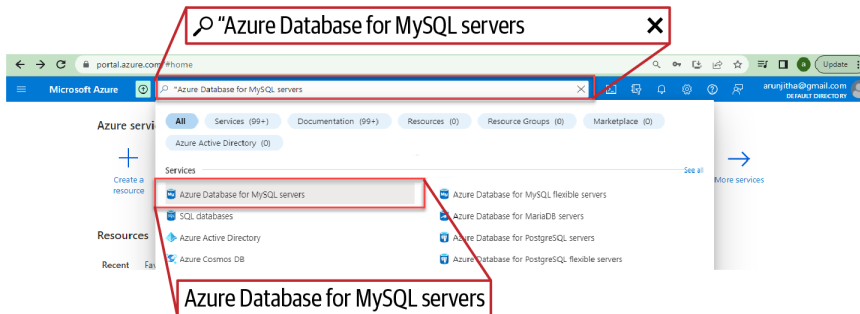 "Azure Database for MySQL servers
portal.azure.com/#home
Update
Microsoft Azure
"Azure Database for MySQL servers
arunjitha@gmail.com
DEFAULT DIRECTORY
Azure servi
All Services (99+) Documentation (99+) Resources (0) Resource Groups (0) Marketplace (0)
Azure Active Directory (0)
Services
See all
Create a
resource
More services
Azure Database for MySQL servers
Azure Database for MySQL flexible servers
SQL databases
Azure Database for MariaDB servers
Resources
Azure Active Directory
Azure Database for PostgreSQL servers
Recent Fav
Azure Cosmos DB
Azure Database for PostgreSQL flexible servers
Azure Database for MySQL servers